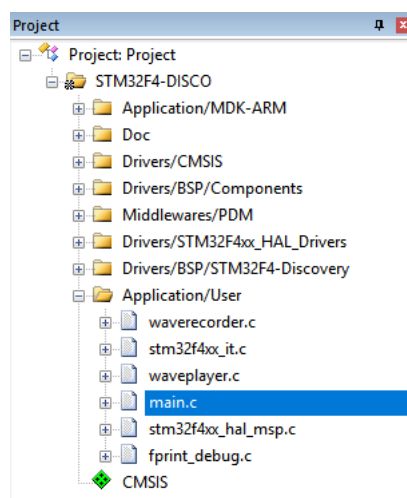 Project
Project: Project
STM32F4-DISCO
Application/MDK-ARM
Doc
Drivers/CMSIS
Drivers/BSP/Components
Middlewares/PDM
Drivers/STM32F4xx_HAL_Drivers
Drivers/BSP/STM32F4-Discovery
Application/User
waverecorder.c
stm32f4xx_it.c
waveplayer.c
main.c
stm32f4xx_hal_msp.c
fprint_debug.c
CMSIS